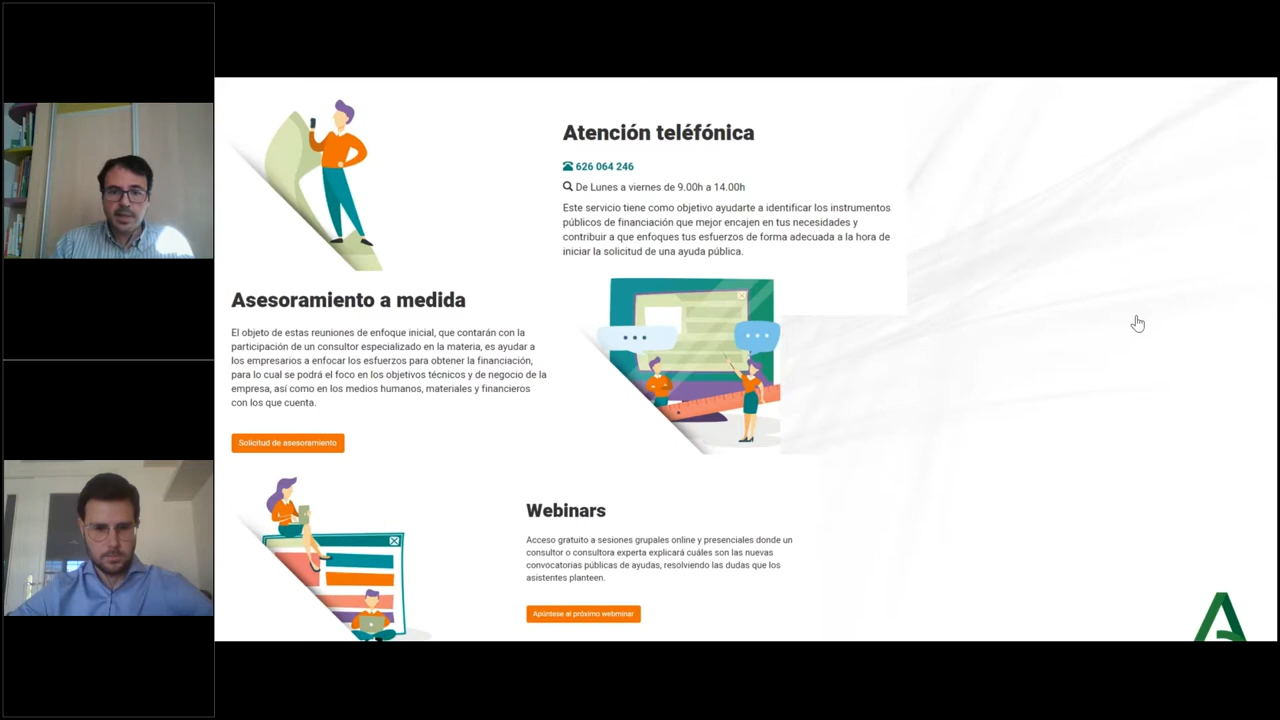 Atención teléfónica
626 064 246
De Lunes a viernes de 9.00h a 14.00h
Este servicio tiene como objetivo ayudarte a identificar los instrumentos
públicos de financiación que mejor encajen en tus necesidades y
contribuir a que enfoques tus esfuerzos de forma adecuada a la hora de
iniciar la solicitud de una ayuda pública.
Asesoramiento a medida
El objeto de estas reuniones de enfoque inicial, que contarán con la
participación de un consultor especializado en la materia, es ayudar a
los empresarios a enfocar los esfuerzos para obtener la financiación,
para lo cual se podrá el foco en los objetivos técnicos y de negocio de la
empresa, así como en los medios humanos, materiales y financieros
con los que cuenta.
Solicitud de asesoramiento
Webinars
Acceso gratuito a sesiones grupales online y presenciales donde un
consultor o consultora experta explicará cuáles son las nuevas
convocatorias públicas de ayudas, resolviendo las dudas que los
asistentes planteen.
Apúntese al próximo webminar